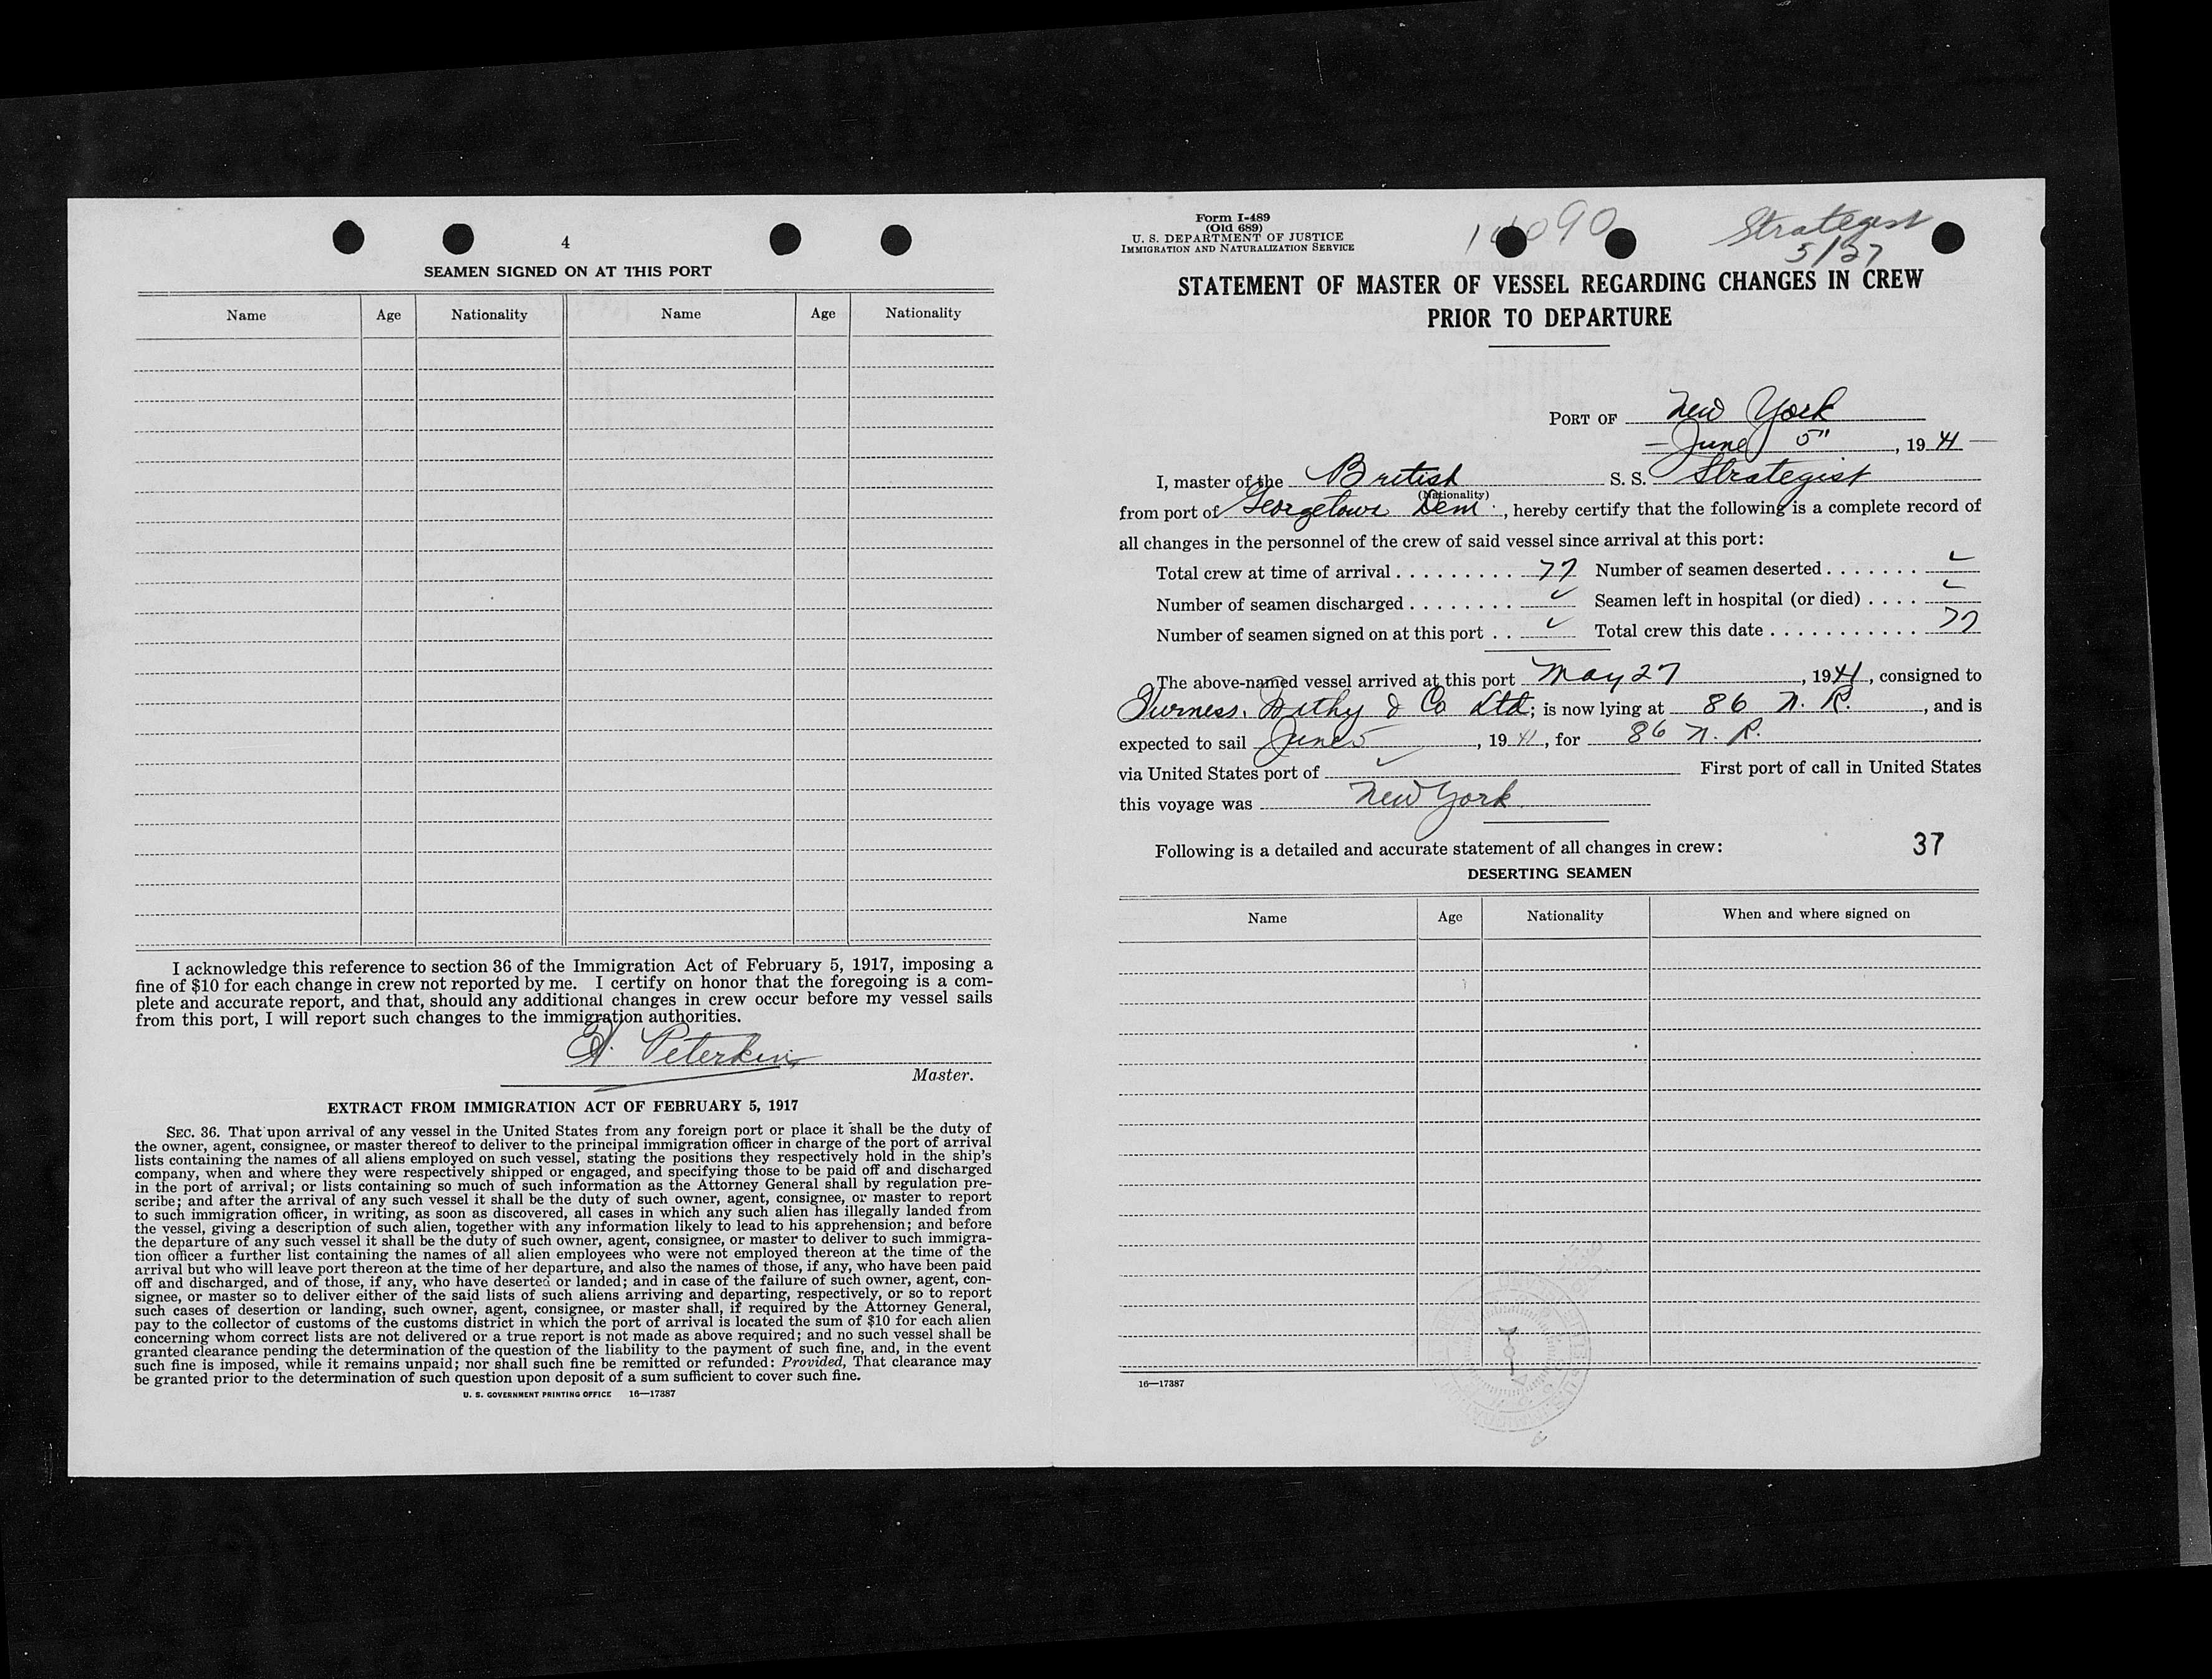 4
SEAMEN SIGNED ON AT THIS PORT
Name Age Nationality Name Age Nationality
I acknowledge this reference to section 36 of the Immigration Act of February 5, 1917, imposing a
fine of $10 for each change in crew not reported by me. I certify on honor that the foregoing is a com-
plete and accurate report, and that, should any additional changes in crew occur before my vessel sails
from this port, I will report such changes to the immigration authorities.
Peterkin
Master.
EXTRACT FROM IMMIGRATION ACT OF FEBRUARY 5, 1917
SEC. 36. That upon arrival of any vessel in the United States from any foreign port or place it shall be the duty of
the owner, agent, consignee, or master thereof to deliver to the principal immigration officer in charge of the port of arrival
lists containing the names of all aliens employed on such vessel, stating the positions they respectively hold in the ship's
company, when and where they were respectively shipped or engaged, and specifying those to be paid off and discharged
in the port of arrival; or lists containing so much of such information as the Attorney General shall by regulation pre-
scribe; and after the arrival of any such vessel it shall be the duty of such owner, agent, consignee, or master to report
to such immigration officer, in writing, as soon as discovered, all cases in which any such alien has illegally landed from
the vessel, giving a description of such alien, together with any information likely to lead to his apprehension; and before
the departure of any such vessel it shall be the duty of such owner, agent, consignee, or master to deliver to such immigra-
tion officer a further list containing the names of all alien employees who were not employed thereon at the time of the
arrival but who will leave port thereon at the time of her departure, and also the names of those, if any, who have been paid
off and discharged, and of those, if any, who have deserted or landed; and in case of the failure of such owner, agent, con-
signee, or master so to deliver either of the said lists of such aliens arriving and departing, respectively, or so to report
such cases of desertion or landing, such owner, agent, consignee, or master shall, if required by the Attorney General,
pay to the collector of customs of the customs district in which the port of arrival is located the sum of $10 for each alien
concerning whom correct lists are not delivered or a true report is not made as above required; and no such vessel shall be
granted clearance pending the determination of the question of the liability to the payment of such fine, and, in the event
such fine is imposed, while it remains unpaid; nor shall such fine be remitted or refunded: Provided, That clearance may
be granted prior to the determination of such question upon deposit of a sum sufficient to cover such fine.
U. S. GOVERNMENT PRINTING OFFICE 16—17387
Form I-489
(Old 689)
U. S. DEPARTMENT OF JUSTICE
IMMIGRATION AND NATURALIZATION SERVICE
Strategist
5/27
STATEMENT OF MASTER OF VESSEL REGARDING CHANGES IN CREW
PRIOR TO DEPARTURE
PORT OF New York
June 5", 1941
I, master of the British S. S. Strategist
(Nationality)
from port of Georgetown Dem., hereby certify that the following is a complete record of
all changes in the personnel of the crew of said vessel since arrival at this port:
Total crew at time of arrival . . . . . . . . . 77 Number of seamen deserted . . . . . . . ✓
Number of seamen discharged . . . . . . . . ✓ Seamen left in hospital (or died) . . . . ✓
Number of seamen signed on at this port . . ✓ Total crew this date . . . . . . . . . . . 77
The above-named vessel arrived at this port May 27, 1941, consigned to
Furness, Withy & Co Ltd; is now lying at 86 N. R., and is
expected to sail June 5, 1941, for 86 N. R.
via United States port of ✓ First port of call in United States
this voyage was New York
Following is a detailed and accurate statement of all changes in crew: 37
DESERTING SEAMEN
Name Age Nationality When and where signed on
16—17387